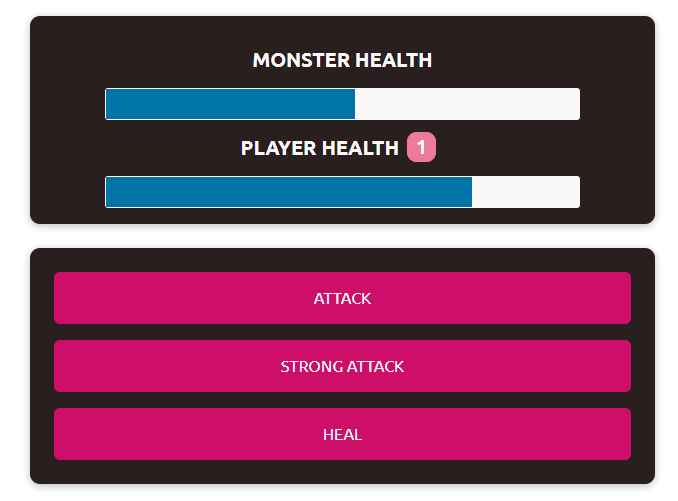 MONSTER HEALTH
PLAYER HEALTH 1
ATTACK
STRONG ATTACK
HEAL